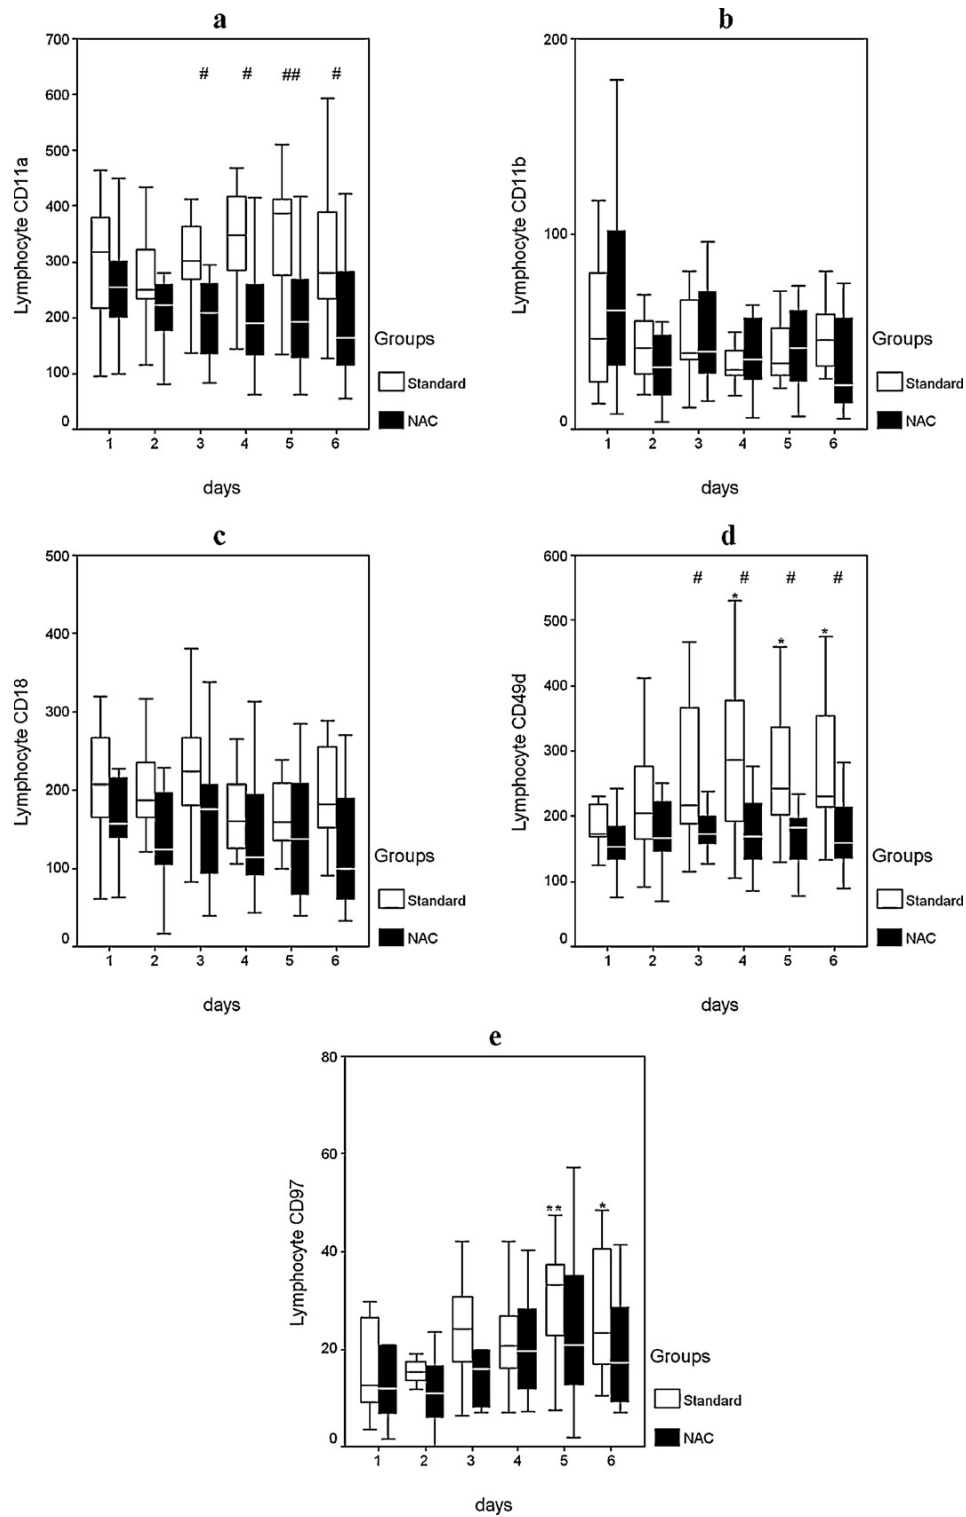 a
700
600
500
400
300
200
100
0
Lymphocyte CD11a
# # ## #
1 2 3 4 5 6
days
Groups
Standard
NAC
b
200
100
0
Lymphocyte CD11b
1 2 3 4 5 6
days
Groups
Standard
NAC
c
500
400
300
200
100
0
Lymphocyte CD18
1 2 3 4 5 6
days
Groups
Standard
NAC
d
600
500
400
300
200
100
0
Lymphocyte CD49d
# # # #
* * *
1 2 3 4 5 6
days
Groups
Standard
NAC
e
80
60
40
20
0
Lymphocyte CD97
** *
1 2 3 4 5 6
days
Groups
Standard
NAC